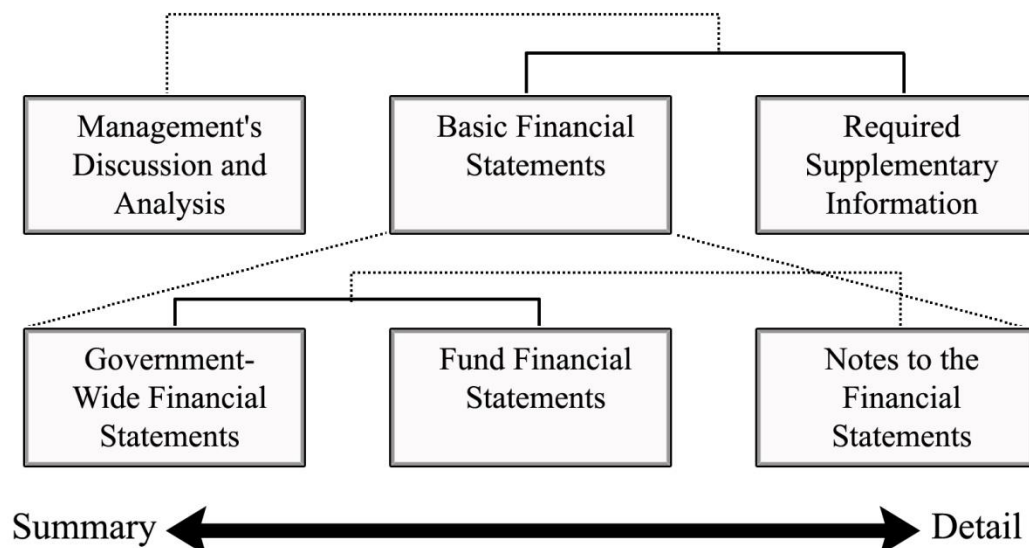 Management's
Discussion and
Analysis
Basic Financial
Statements
Required
Supplementary
Information
Government-
Wide Financial
Statements
Fund Financial
Statements
Notes to the
Financial
Statements
Summary
Detail